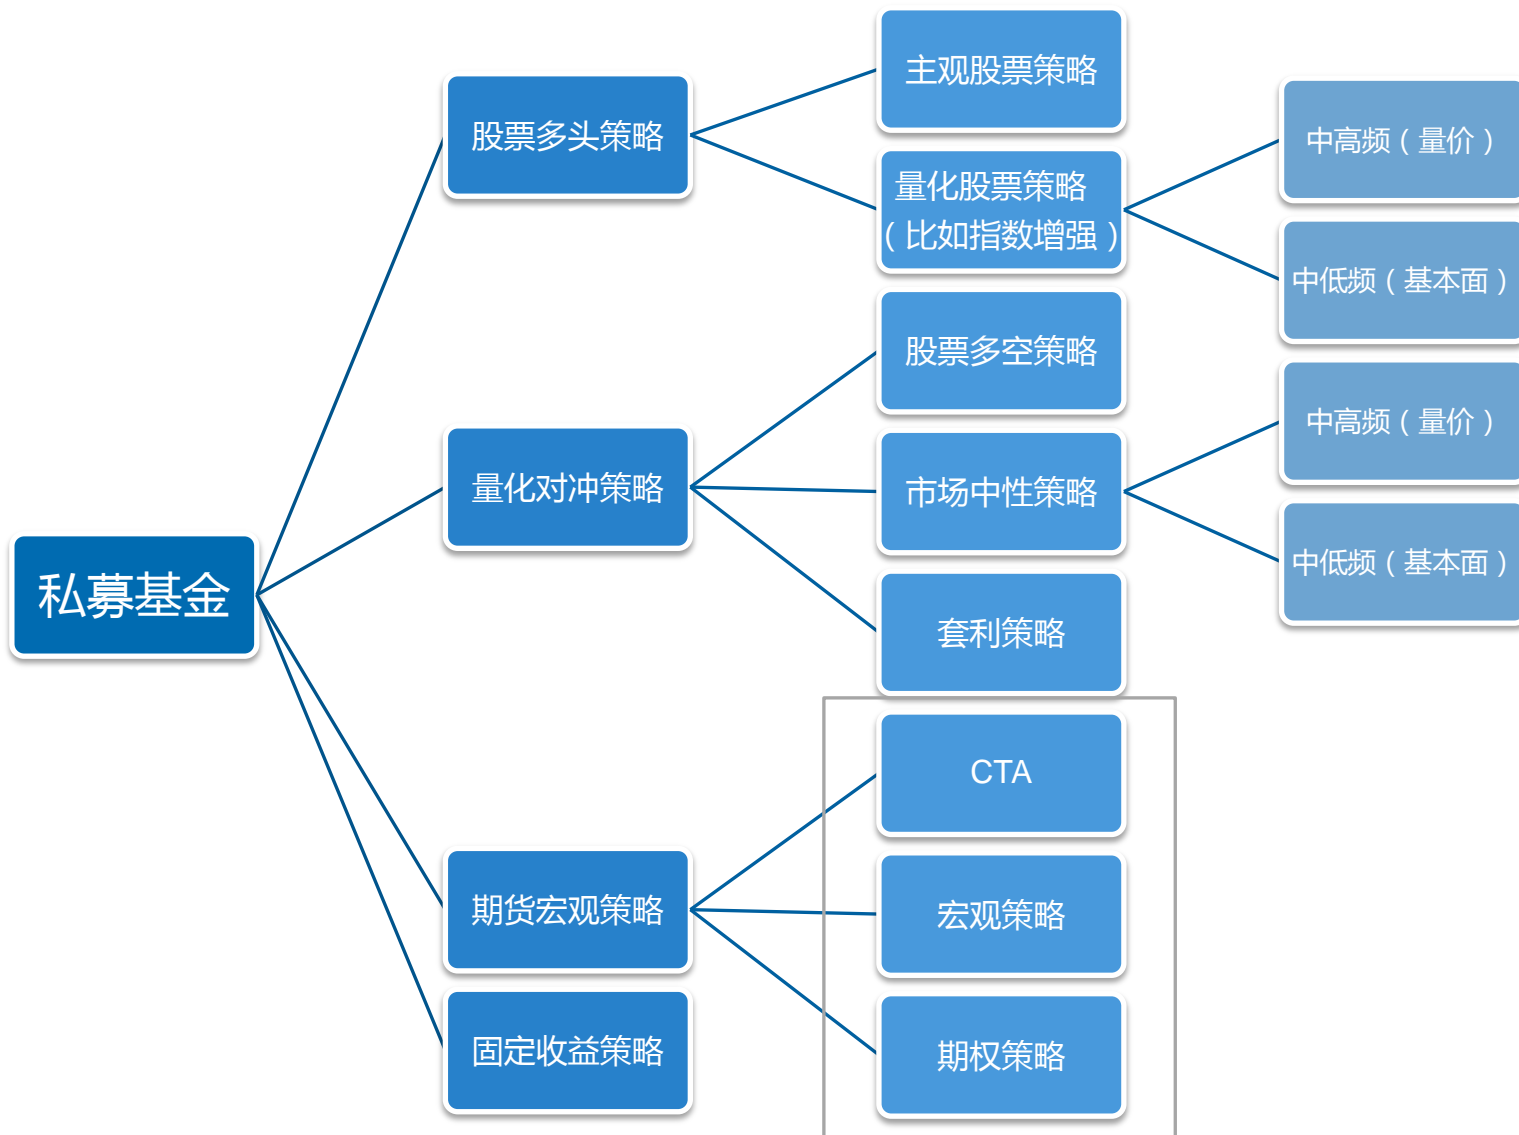 私募基金
股票多头策略
主观股票策略
量化股票策略
（比如指数增强）
中高频（量价）
中低频（基本面）
量化对冲策略
股票多空策略
市场中性策略
中高频（量价）
中低频（基本面）
套利策略
期货宏观策略
CTA
宏观策略
期权策略
固定收益策略